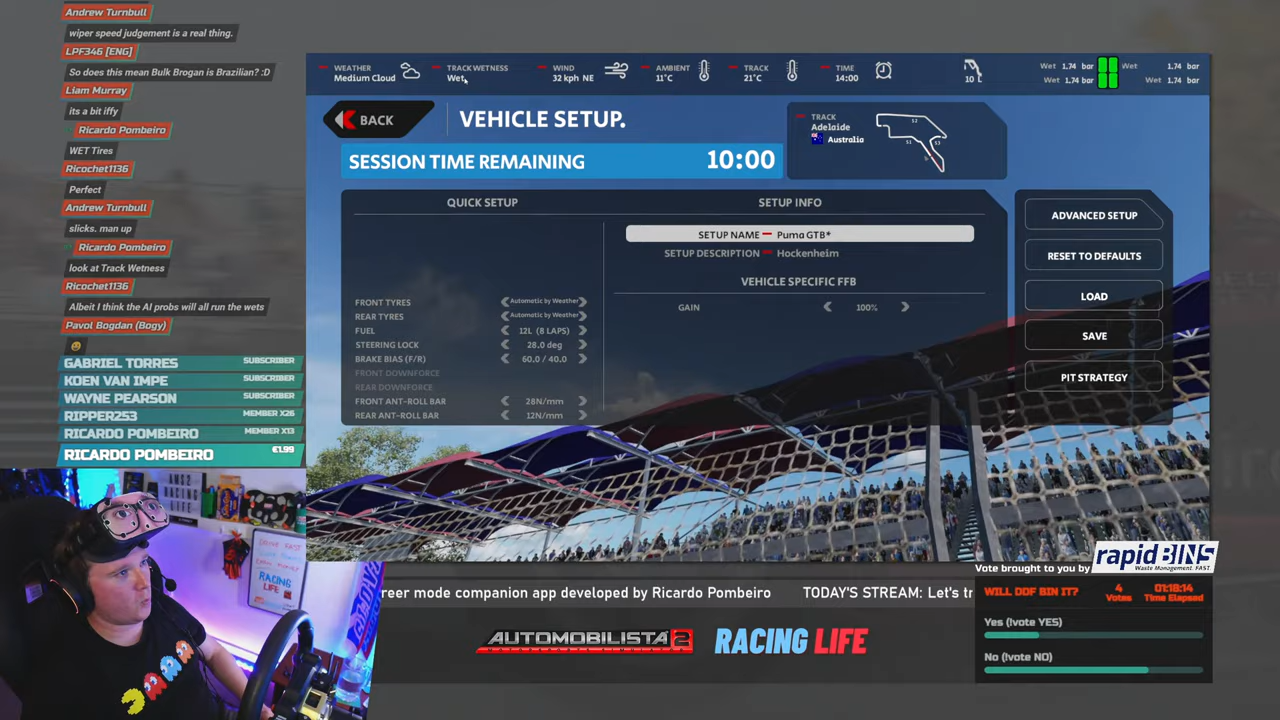 Andrew Turnbull
wiper speed judgement is a real thing.
LPF346 [ENG]
So does this mean Bulk Brogan is Brazilian? :D
Liam Murray
its a bit iffy
Ricardo Pombeiro
WET Tires
Ricochet1136
Perfect
Andrew Turnbull
slicks. man up
Ricardo Pombeiro
look at Track Wetness
Ricochet1136
Albeit I think the AI probs will all run the wets
Pavol Bogdan (Bogy)
GABRIEL TORRES SUBSCRIBER
KOEN VAN IMPE SUBSCRIBER
WAYNE PEARSON SUBSCRIBER
RIPPER253 MEMBER X26
RICARDO POMBEIRO MEMBER X13
RICARDO POMBEIRO €1.99
WEATHER
Medium Cloud
TRACK WETNESS
Wet
WIND
32 kph NE
AMBIENT
11°C
TRACK
21°C
TIME
14:00
10
Wet 1.74 bar Wet 1.74 bar
Wet 1.74 bar Wet 1.74 bar
BACK
VEHICLE SETUP.
SESSION TIME REMAINING 10:00
TRACK
Adelaide
Australia
S2
S1
S3
QUICK SETUP
FRONT TYRES Automatic by Weather
REAR TYRES Automatic by Weather
FUEL 12L (8 LAPS)
STEERING LOCK 28.0 deg
BRAKE BIAS (F/R) 60.0 / 40.0
FRONT DOWNFORCE
REAR DOWNFORCE
FRONT ANTI-ROLL BAR 28N/mm
REAR ANTI-ROLL BAR 12N/mm
SETUP INFO
SETUP NAME Puma GTB*
SETUP DESCRIPTION Hockenheim
VEHICLE SPECIFIC FFB
GAIN 100%
ADVANCED SETUP
RESET TO DEFAULTS
LOAD
SAVE
PIT STRATEGY
AMS2
RACING
RACING
LIFE
reer mode companion app developed by Ricardo Pombeiro TODAY'S STREAM: Let's tr
AUTOMOBILISTA 2 RACING LIFE
Vote brought to you by rapidBINS
Waste Management. FAST.
WILL DDF BIN IT?
4
Votes
01:18:14
Time Elapsed
Yes (!vote YES)
No (!vote NO)